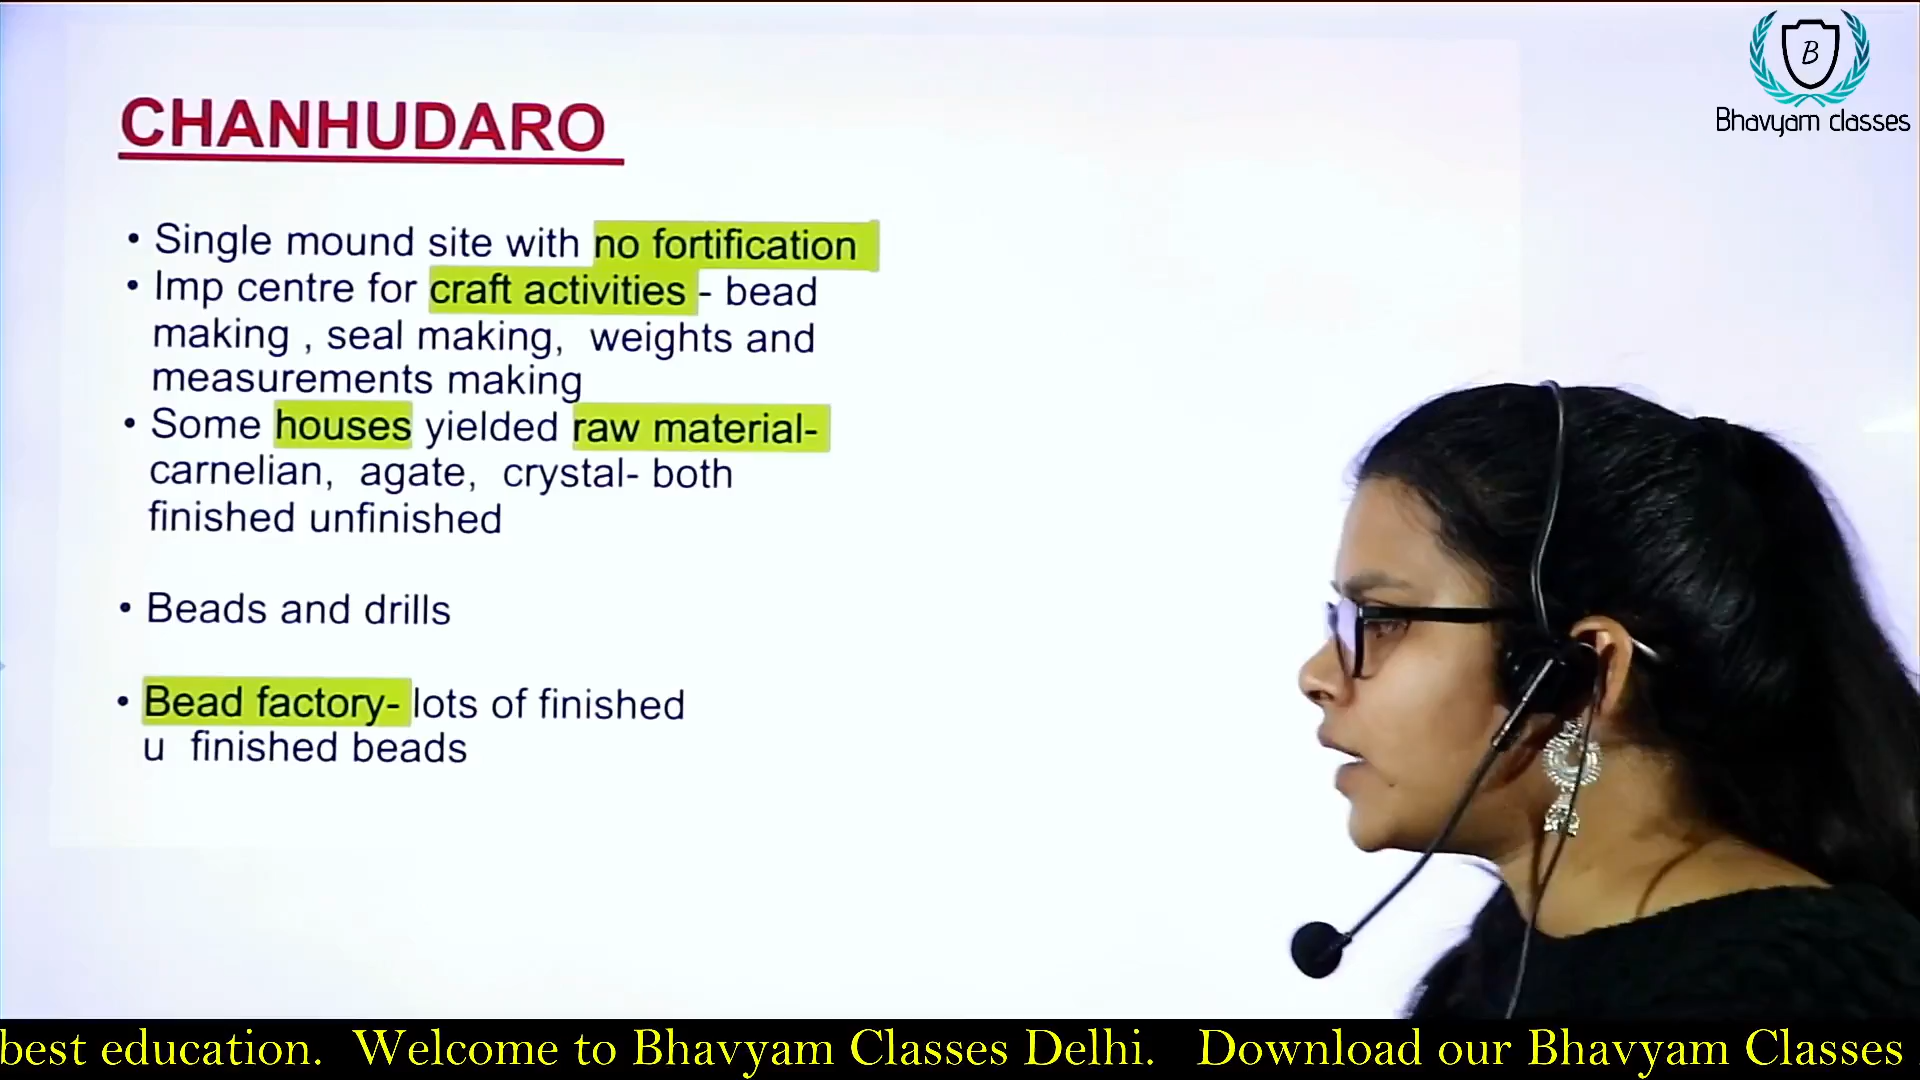 B
Bhavyam classes
CHANHUDARO
• Single mound site with no fortification
• Imp centre for craft activities - bead
making , seal making, weights and
measurements making
• Some houses yielded raw material-
carnelian, agate, crystal- both
finished unfinished
• Beads and drills
• Bead factory- lots of finished
u finished beads
best education. Welcome to Bhavyam Classes Delhi. Download our Bhavyam Classes